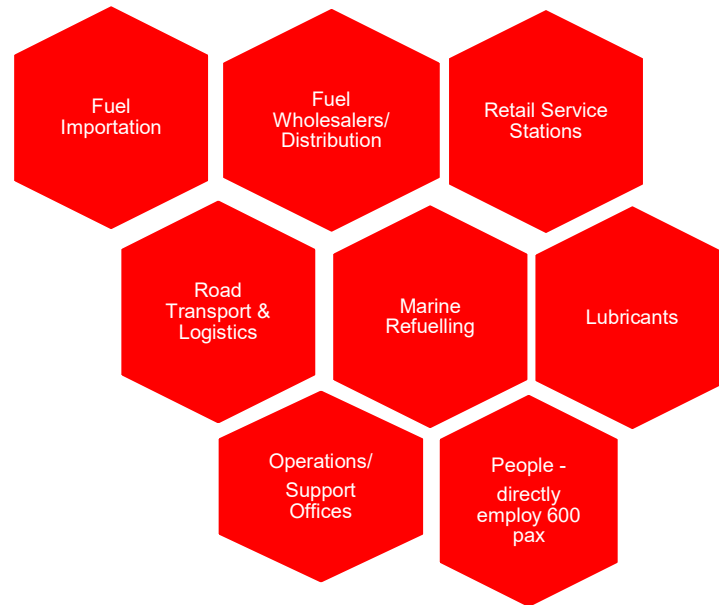 Fuel
Importation
Fuel
Wholesalers/
Distribution
Retail Service
Stations
Road
Transport &
Logistics
Marine
Refuelling
Lubricants
Operations/
Support
Offices
People -
directly
employ 600
pax